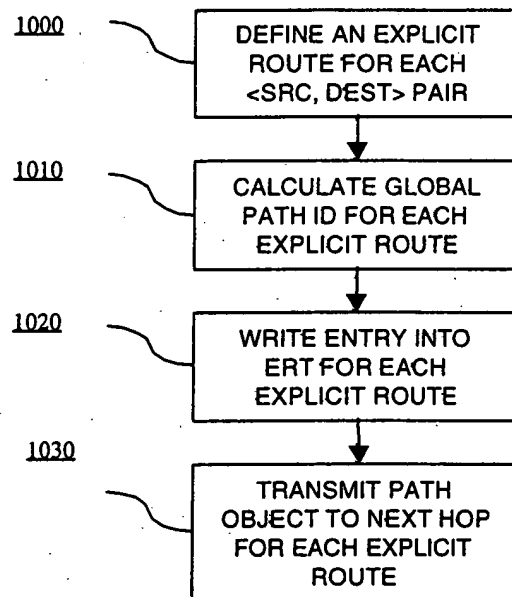 1000
DEFINE AN EXPLICIT
ROUTE FOR EACH
<SRC, DEST> PAIR
1010
CALCULATE GLOBAL
PATH ID FOR EACH
EXPLICIT ROUTE
1020
WRITE ENTRY INTO
ERT FOR EACH
EXPLICIT ROUTE
1030
TRANSMIT PATH
OBJECT TO NEXT HOP
FOR EACH EXPLICIT
ROUTE